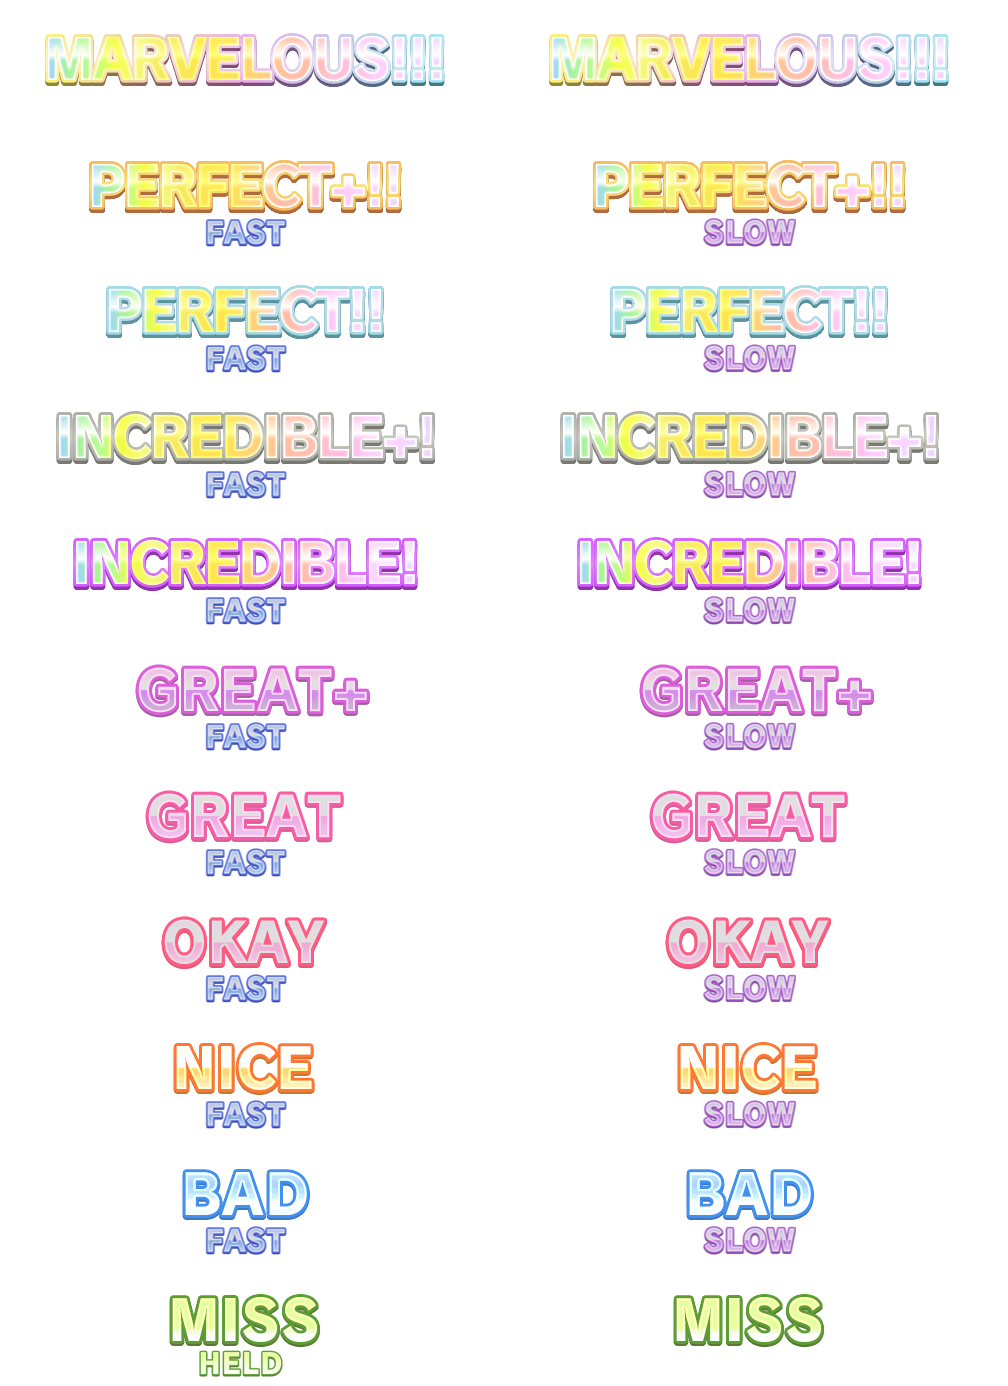 MARVELOUS!!! MARVELOUS!!!
PERFECT+!! PERFECT+!!
FAST SLOW
PERFECT!! PERFECT!!
FAST SLOW
INCREDIBLE+! INCREDIBLE+!
FAST SLOW
INCREDIBLE! INCREDIBLE!
FAST SLOW
GREAT+ GREAT+
FAST SLOW
GREAT GREAT
FAST SLOW
OKAY OKAY
FAST SLOW
NICE NICE
FAST SLOW
BAD BAD
FAST SLOW
MISS MISS
HELD